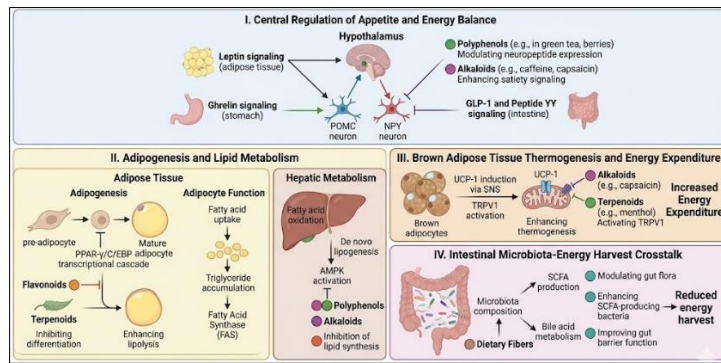 I. Central Regulation of Appetite and Energy Balance
Hypothalamus
Leptin signaling
(adipose tissue)
Ghrelin signaling
(stomach)
POMC
neuron
NPY
neuron
Polyphenols (e.g., in green tea, berries)
Modulating neuropeptide expression
Alkaloids (e.g., caffeine, capsaicin)
Enhancing satiety signaling
GLP-1 and Peptide YY
signaling (intestine)
II. Adipogenesis and Lipid Metabolism
Adipose Tissue
Adipogenesis
pre-adipocyte
Mature
adipocyte
PPAR-γ/C/EBP
transcriptional cascade
Flavonoids
Terpenoids
Inhibiting
differentiation
Enhancing
lipolysis
Adipocyte Function
Fatty acid
uptake
Triglyceride
accumulation
Fatty Acid
Synthase
(FAS)
Hepatic Metabolism
Fatty acid
oxidation
De novo
lipogenesis
AMPK
activation
Polyphenols
Alkaloids
Inhibition of
lipid synthesis
III. Brown Adipose Tissue Thermogenesis and Energy Expenditure
Brown
adipocytes
UCP-1 induction
via SNS
TRPV1
activation
UCP-1
Enhancing
thermogenesis
Alkaloids
(e.g., capsaicin)
Terpenoids
(e.g., menthol)
Activating TRPV1
Increased
Energy
Expenditure
IV. Intestinal Microbiota-Energy Harvest Crosstalk
Microbiota
composition
Dietary Fibers
SCFA
production
Bile acid
metabolism
Modulating gut flora
Enhancing
SCFA-producing
bacteria
Improving gut
barrier function
Reduced
energy
harvest